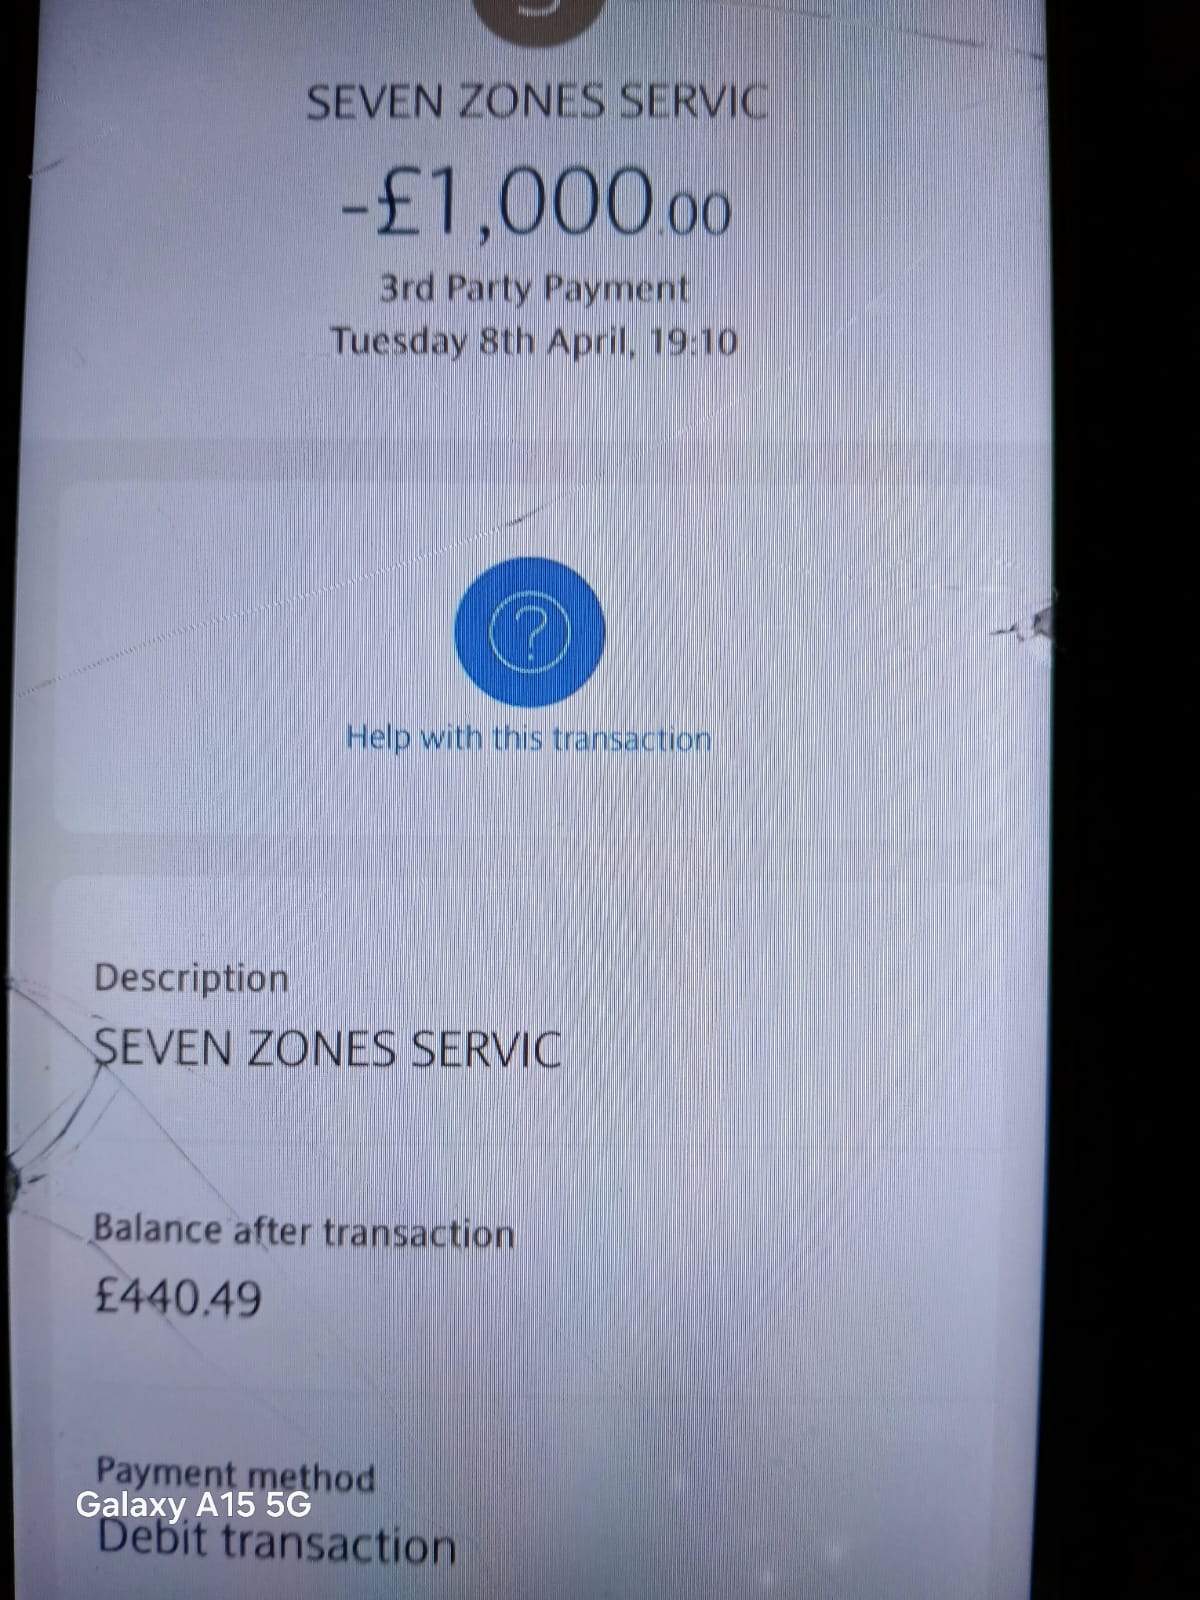 SEVEN ZONES SERVIC
-£1,000.00
3rd Party Payment
Tuesday 8th April, 19:10
?
Help with this transaction
Description
SEVEN ZONES SERVIC
Balance after transaction
£440.49
Payment method
Galaxy A15 5G
Debit transaction